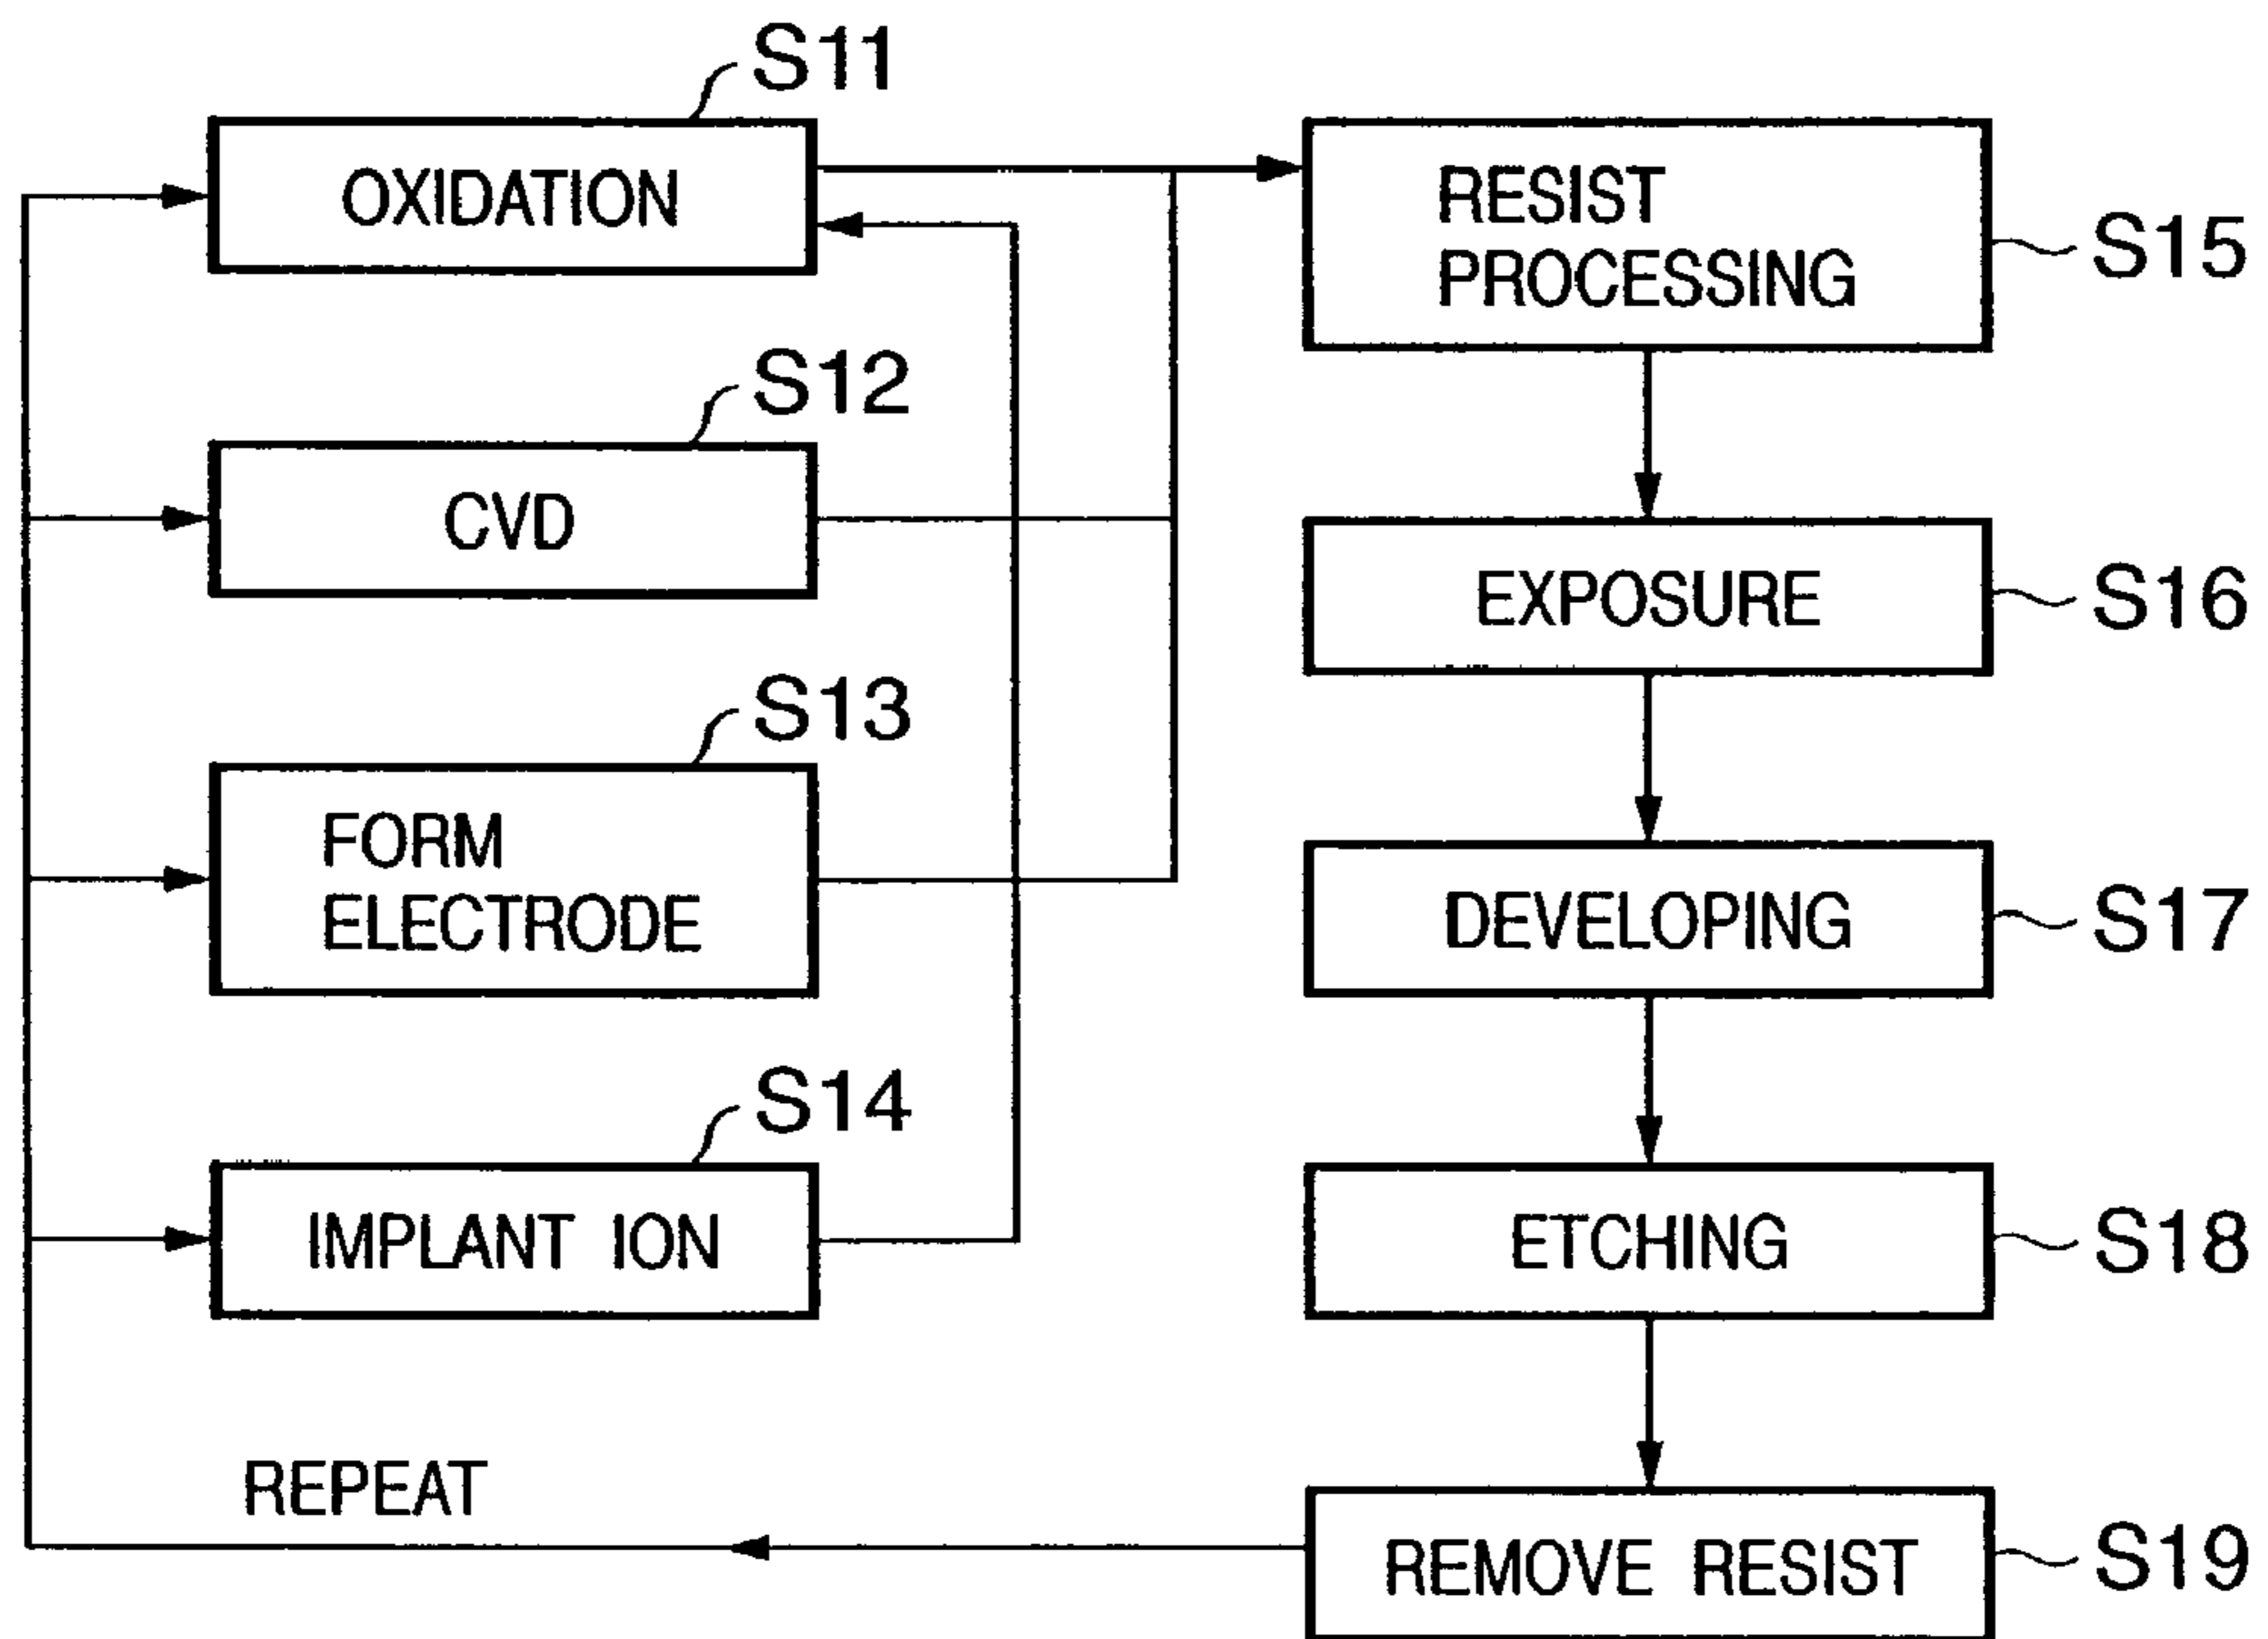 S11
OXIDATION
S12
CVD
S13
FORM
ELECTRODE
S14
IMPLANT ION
REPEAT
RESIST
PROCESSING
S15
EXPOSURE
S16
DEVELOPING
S17
ETCHING
S18
REMOVE RESIST
S19